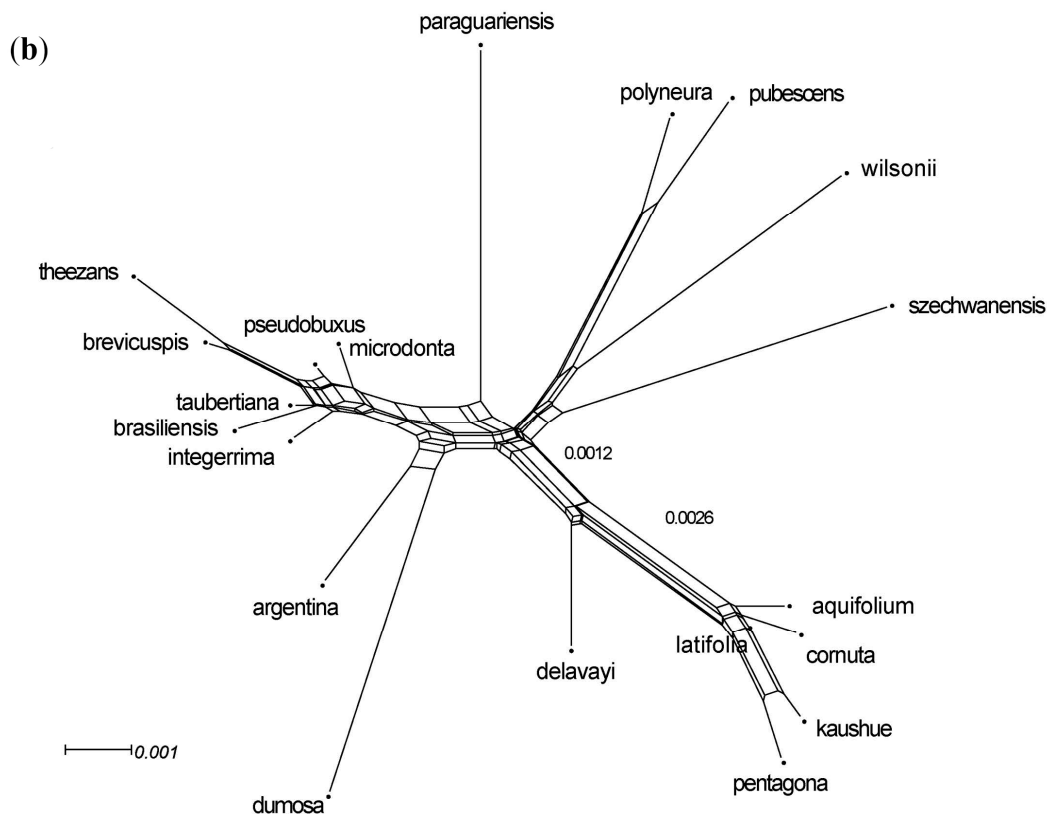 paraguariensis
(b)
polyneura
pubescens
wilsonii
theezans
szechwanensis
pseudobuxus
brevicuspis
microdonta
taubertiana
brasiliensis
integerrima
0.0012
0.0026
argentina
aquifolium
latifolia
cornuta
delavayi
kaushue
0.001
pentagona
dumosa